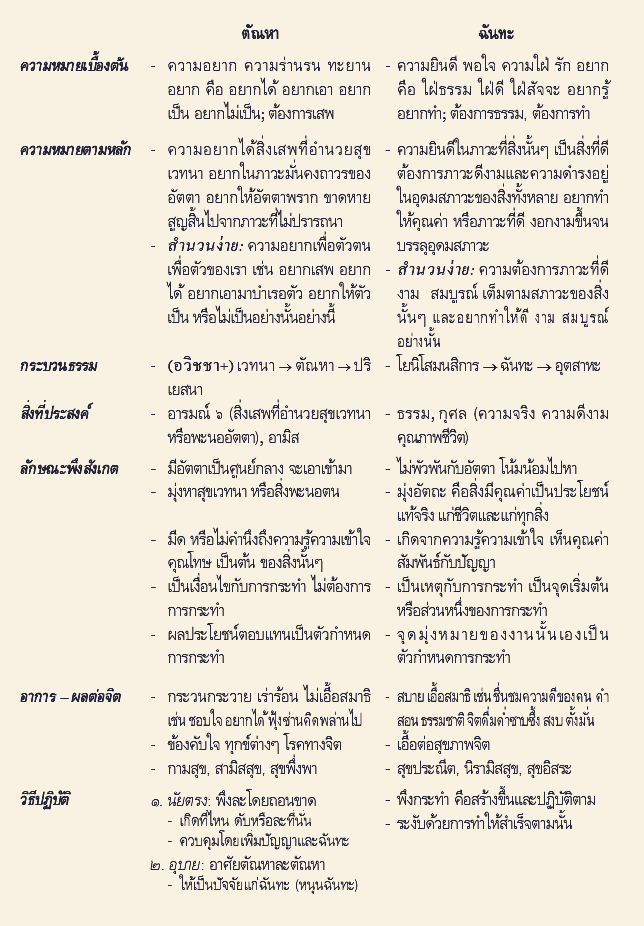 ตัณหา ฉันทะ
ความหมายเบื้องต้น - ความอยาก ความร่านรน ทะยาน - ความยินดี พอใจ ความใฝ่ รัก อยาก
อยาก คือ อยากได้ อยากเอา อยาก คือ ใฝ่ธรรม ใฝ่ดี ใฝ่สัจจะ อยากรู้
เป็น อยากไม่เป็น; ต้องการเสพ อยากทำ; ต้องการธรรม, ต้องการทำ
ความหมายตามหลัก - ความอยากได้สิ่งเสพที่อำนวยสุข - ความยินดีในภาวะที่สิ่งนั้นๆ เป็นสิ่งที่ดี
เวทนา อยากในภาวะมั่นคงถาวรของ ต้องการภาวะดีงามและความดำรงอยู่
อัตตา อยากให้อัตตาพราก ขาดหาย ในอุดมสภาวะของสิ่งทั้งหลาย อยากทำ
สูญสิ้นไปจากภาวะที่ไม่ปรารถนา ให้คุณค่า หรือภาวะที่ดี งอกงามขึ้นจน
- สำนวนง่าย: ความอยากเพื่อตัวตน บรรลุอุดมสภาวะ
เพื่อตัวของเรา เช่น อยากเสพ อยาก - สำนวนง่าย: ความต้องการภาวะที่ดี
ได้ อยากเอามาบำเรอตัว อยากให้ตัว งาม สมบูรณ์ เต็มตามสภาวะของสิ่ง
เป็น หรือไม่เป็นอย่างนั้นอย่างนี้ นั้นๆ และอยากทำให้ดี งาม สมบูรณ์
อย่างนั้น
กระบวนธรรม - (อวิชชา+) เวทนา → ตัณหา → ปริ - โยนิโสมนสิการ → ฉันทะ → อุตสาหะ
เยสนา
สิ่งที่ประสงค์ - อารมณ์ ๖ (สิ่งเสพที่อำนวยสุขเวทนา - ธรรม, กุศล (ความจริง ความดีงาม
หรือพะนออัตตา), อามิส คุณภาพชีวิต)
ลักษณะพึงสังเกต - มีอัตตาเป็นศูนย์กลาง จะเอาเข้ามา - ไม่พัวพันกับอัตตา โน้มน้อมไปหา
- มุ่งหาสุขเวทนา หรือสิ่งพะนอตน - มุ่งอัตถะ คือสิ่งมีคุณค่าเป็นประโยชน์
แท้จริง แก่ชีวิตและแก่ทุกสิ่ง
- มืด หรือไม่คำนึงถึงความรู้ความเข้าใจ - เกิดจากความรู้ความเข้าใจ เห็นคุณค่า
คุณโทษ เป็นต้น ของสิ่งนั้นๆ สัมพันธ์กับปัญญา
- เป็นเงื่อนไขกับการกระทำ ไม่ต้องการ - เป็นเหตุกับการกระทำ เป็นจุดเริ่มต้น
การกระทำ หรือส่วนหนึ่งของการกระทำ
- ผลประโยชน์ตอบแทนเป็นตัวกำหนด - จุดมุ่งหมายของงานนั้นเองเป็น
การกระทำ ตัวกำหนดการกระทำ
อาการ – ผลต่อจิต - กระวนกระวาย เร่าร้อน ไม่เอื้อสมาธิ - สบาย เอื้อสมาธิ เช่น ชื่นชมความดีของคน คำ
เช่น ชอบใจ อยากได้ ฟุ้งซ่านคิดพล่านไป สอน ธรรมชาติ จิตดื่มด่ำซาบซึ้ง สงบ ตั้งมั่น
- ข้องคับใจ ทุกข์ต่างๆ โรคทางจิต - เอื้อต่อสุขภาพจิต
- กามสุข, สามิสสุข, สุขพึ่งพา - สุขประณีต, นิรามิสสุข, สุขอิสระ
วิธีปฏิบัติ ๑. นัยตรง: พึงละโดยถอนขาด - พึงกระทำ คือสร้างขึ้นและปฏิบัติตาม
- เกิดที่ไหน ดับหรือละที่นั่น - ระงับด้วยการทำให้สำเร็จตามนั้น
- ควบคุมโดยเพิ่มปัญญาและฉันทะ
๒. อุบาย: อาศัยตัณหาละตัณหา
- ให้เป็นปัจจัยแก่ฉันทะ (หนุนฉันทะ)